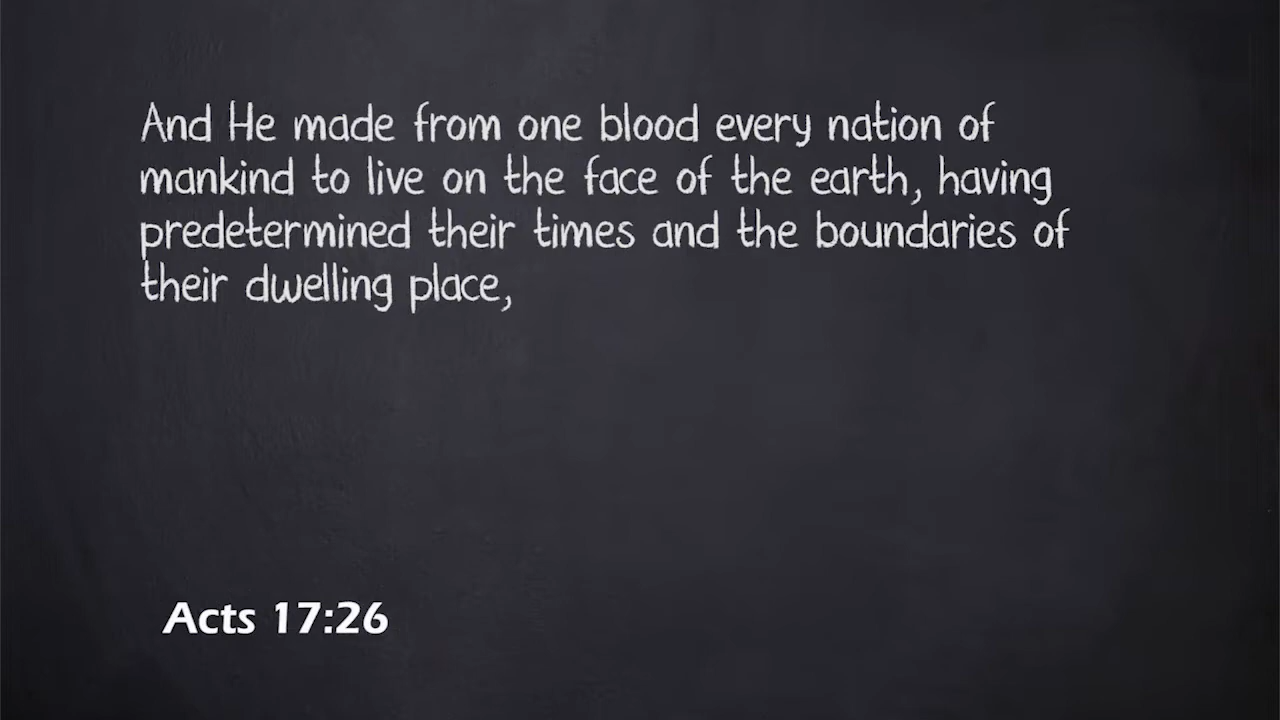 And He made from one blood every nation of
mankind to live on the face of the earth, having
predetermined their times and the boundaries of
their dwelling place,
Acts 17:26